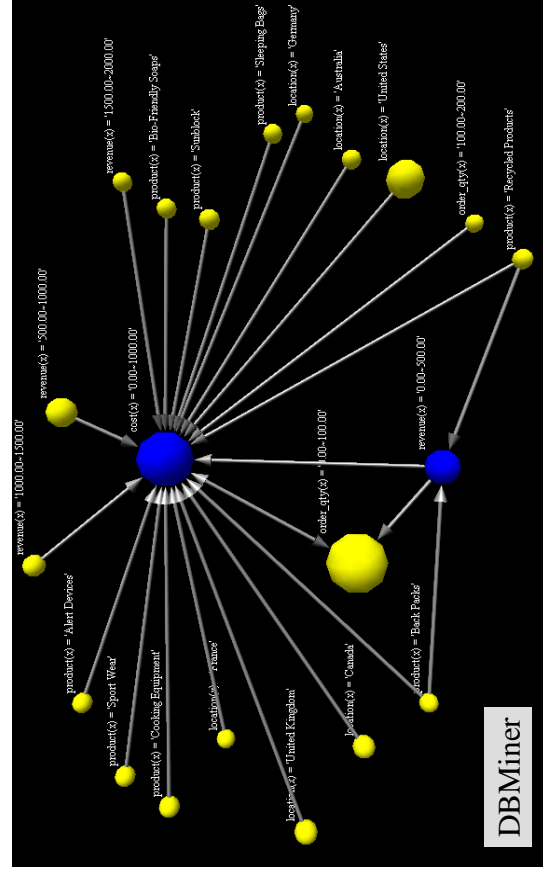 revenue(x) = '1000.00~1500.00'
revenue(x) = '500.00~1000.00'
product(x) = 'Alert Devices'
revenue(x) = '1500.00~2000.00'
product(x) = 'Sport Wear'
cost(x) = '0.00~1000.00'
product(x) = 'Cooking Equipment'
product(x) = 'Bio-Friendly Soaps'
product(x) = 'Sunblock'
location(x) = 'France'
product(x) = 'Sleeping Bags'
location(x) = 'United Kingdom'
location(x) = 'Germany'
order_qty(x) = '0.00~100.00'
location(x) = 'Australia'
location(x) = 'Canada'
location(x) = 'United States'
product(x) = 'Back Packs'
revenue(x) = '0.00~500.00'
order_qty(x) = '100.00~200.00'
product(x) = 'Recycled Products'
DBMiner